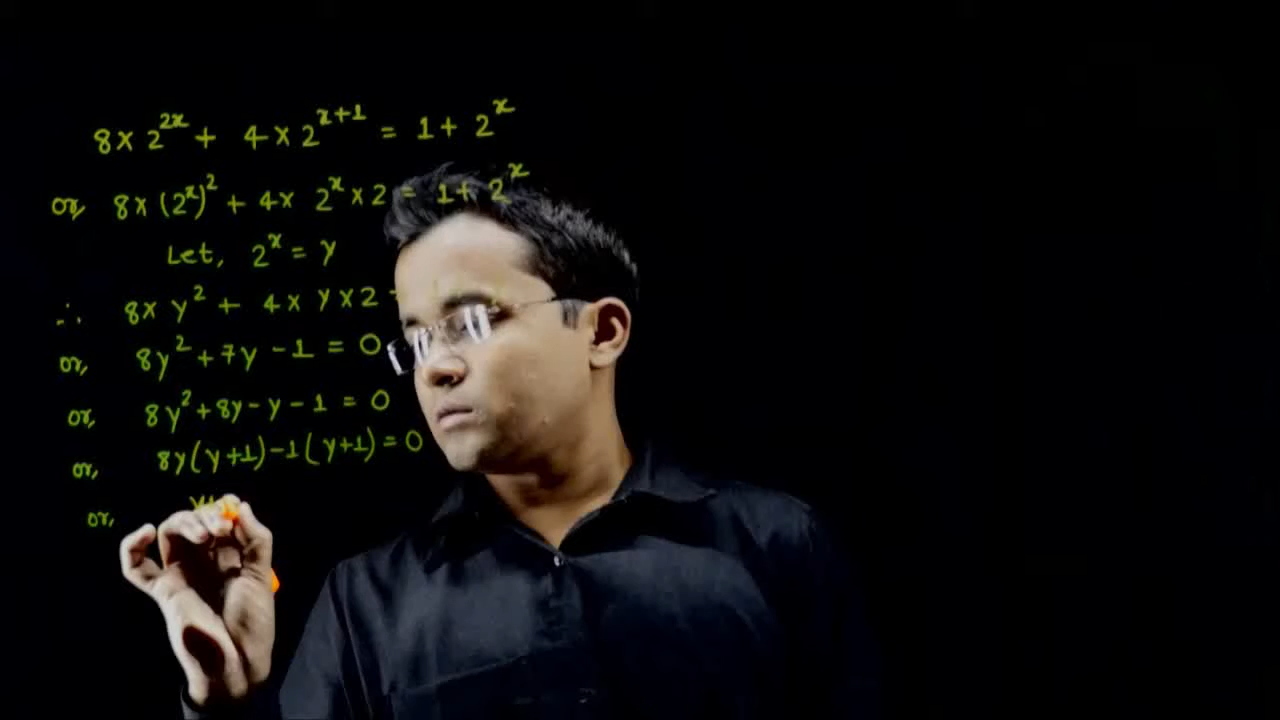 8 × 2^{2x} + 4 × 2^{x+1} = 1 + 2^x
or, 8 × (2^x)^2 + 4 × 2^x × 2 = 1 + 2^x
Let, 2^x = y
∴ 8 × y^2 + 4 × y × 2
or, 8y^2 + 7y - 1 = 0
or, 8y^2 + 8y - y - 1 = 0
or, 8y(y+1) - 1(y+1) = 0
or,